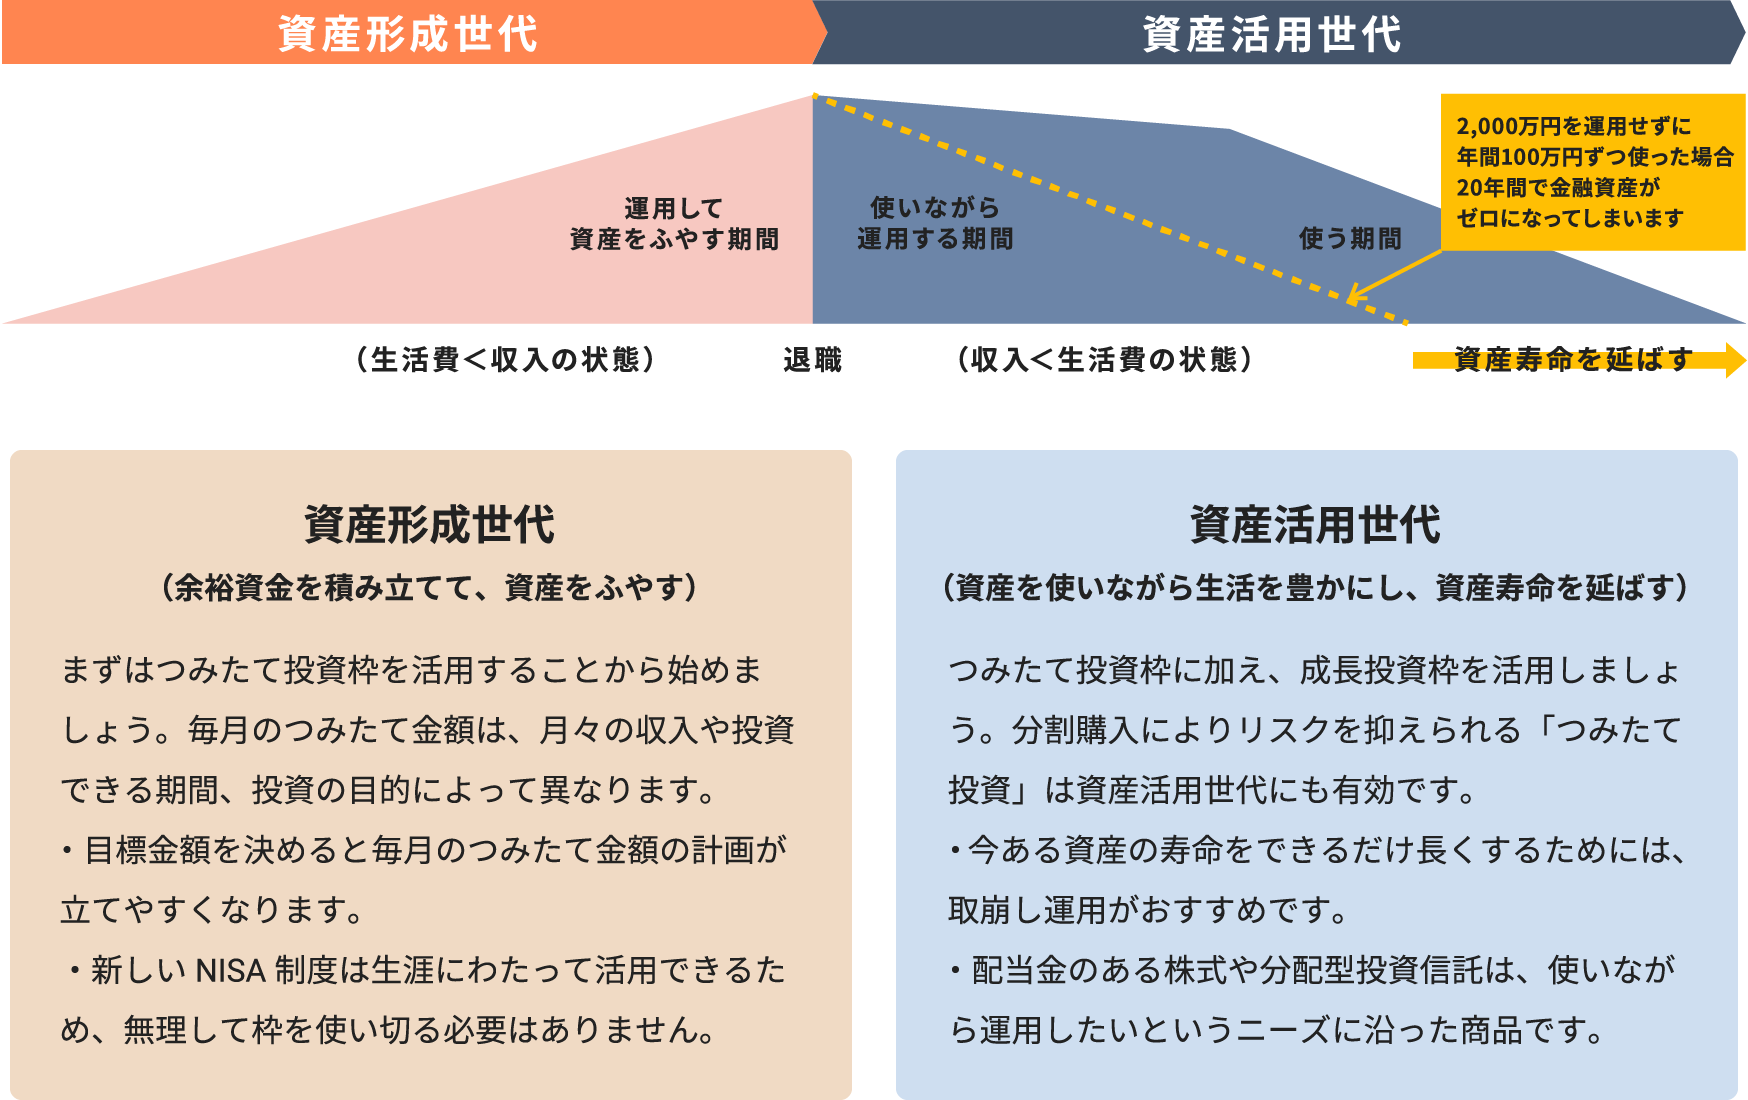 資産形成世代
資産活用世代
2,000万円を運用せずに
年間100万円ずつ使った場合
20年間で金融資産が
ゼロになってしまいます
運用して
資産をふやす期間
使いながら
運用する期間
使う期間
（生活費＜収入の状態）
退職
（収入＜生活費の状態）
資産寿命を延ばす
資産形成世代
（余裕資金を積み立てて、資産をふやす）
まずはつみたて投資枠を活用することから始めま
しょう。毎月のつみたて金額は、月々の収入や投資
できる期間、投資の目的によって異なります。
・目標金額を決めると毎月のつみたて金額の計画が
立てやすくなります。
・新しい NISA 制度は生涯にわたって活用できるた
め、無理して枠を使い切る必要はありません。
資産活用世代
（資産を使いながら生活を豊かにし、資産寿命を延ばす）
つみたて投資枠に加え、成長投資枠を活用しましょ
う。分割購入によりリスクを抑えられる「つみたて
投資」は資産活用世代にも有効です。
・今ある資産の寿命をできるだけ長くするためには、
取崩し運用がおすすめです。
・配当金のある株式や分配型投資信託は、使いなが
ら運用したいというニーズに沿った商品です。